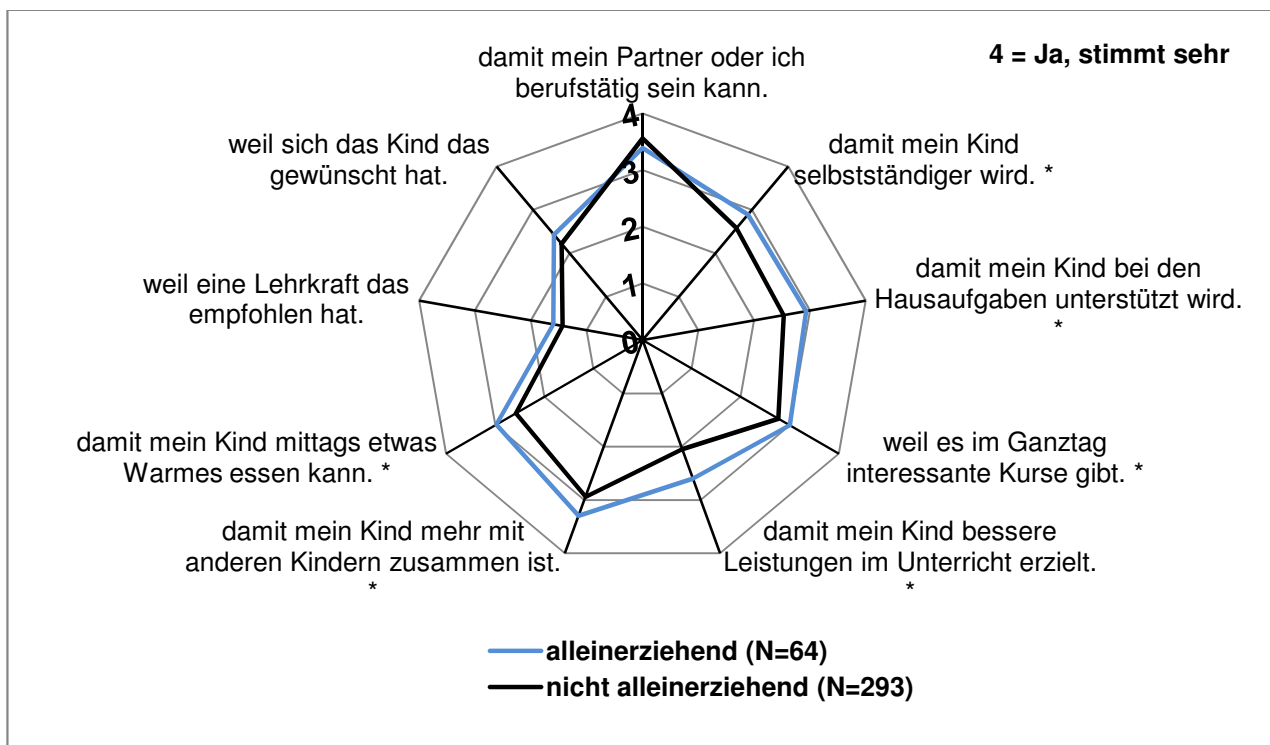 damit mein Partner oder ich
berufstätig sein kann.
4 = Ja, stimmt sehr
damit mein Kind
selbstständiger wird. *
damit mein Kind bei den
Hausaufgaben unterstützt wird.
*
weil es im Ganztag
interessante Kurse gibt. *
damit mein Kind bessere
Leistungen im Unterricht erzielt.
*
damit mein Kind mehr mit
anderen Kindern zusammen ist.
*
damit mein Kind mittags etwas
Warmes essen kann. *
weil eine Lehrkraft das
empfohlen hat.
weil sich das Kind das
gewünscht hat.
4
3
2
1
0
alleinerziehend (N=64)
nicht alleinerziehend (N=293)